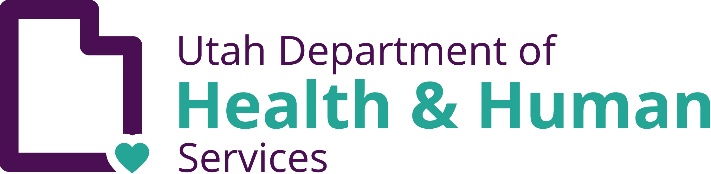 Utah Department of
Health & Human
Services